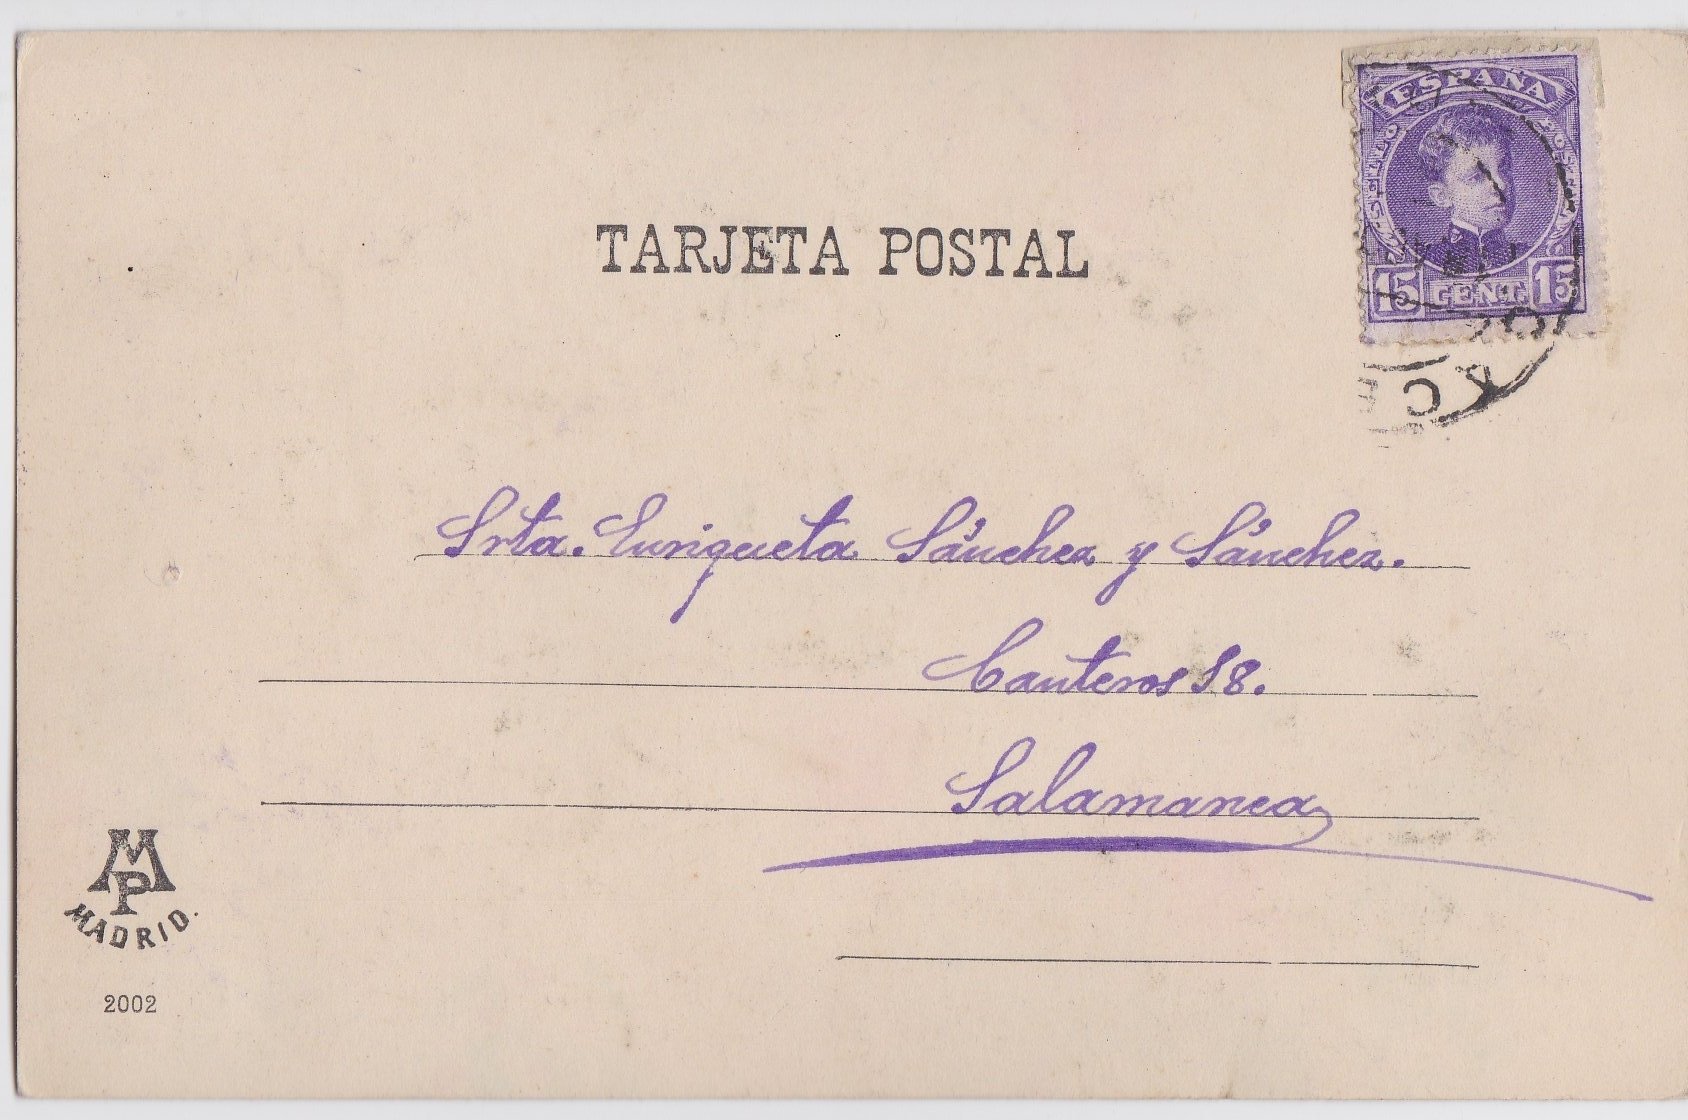 ESPAÑA
15 CENT. 15
TARJETA POSTAL
Srta. Enriqueta Sánchez y Sánchez.
Canteros 18.
Salamanca
MP
MADRID.
2002